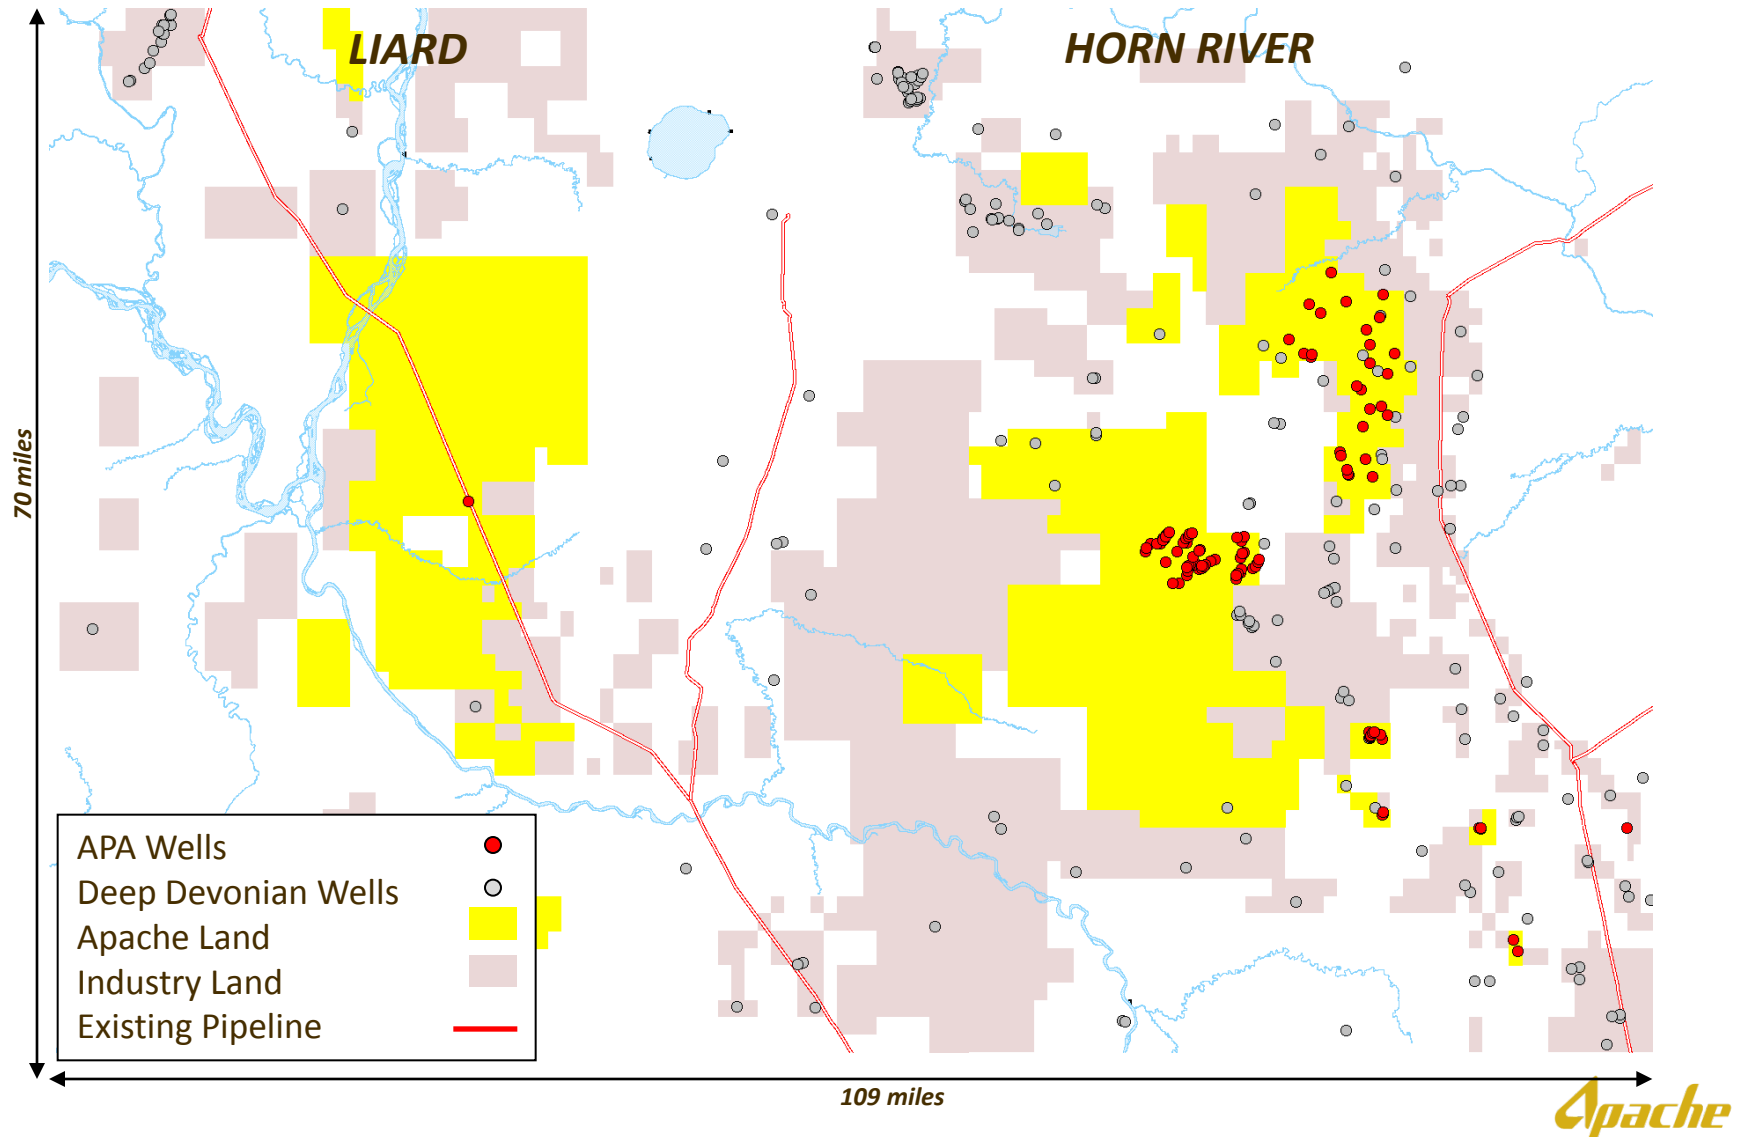 LIARD
HORN RIVER
70 miles
APA Wells
Deep Devonian Wells
Apache Land
Industry Land
Existing Pipeline
109 miles
Apache